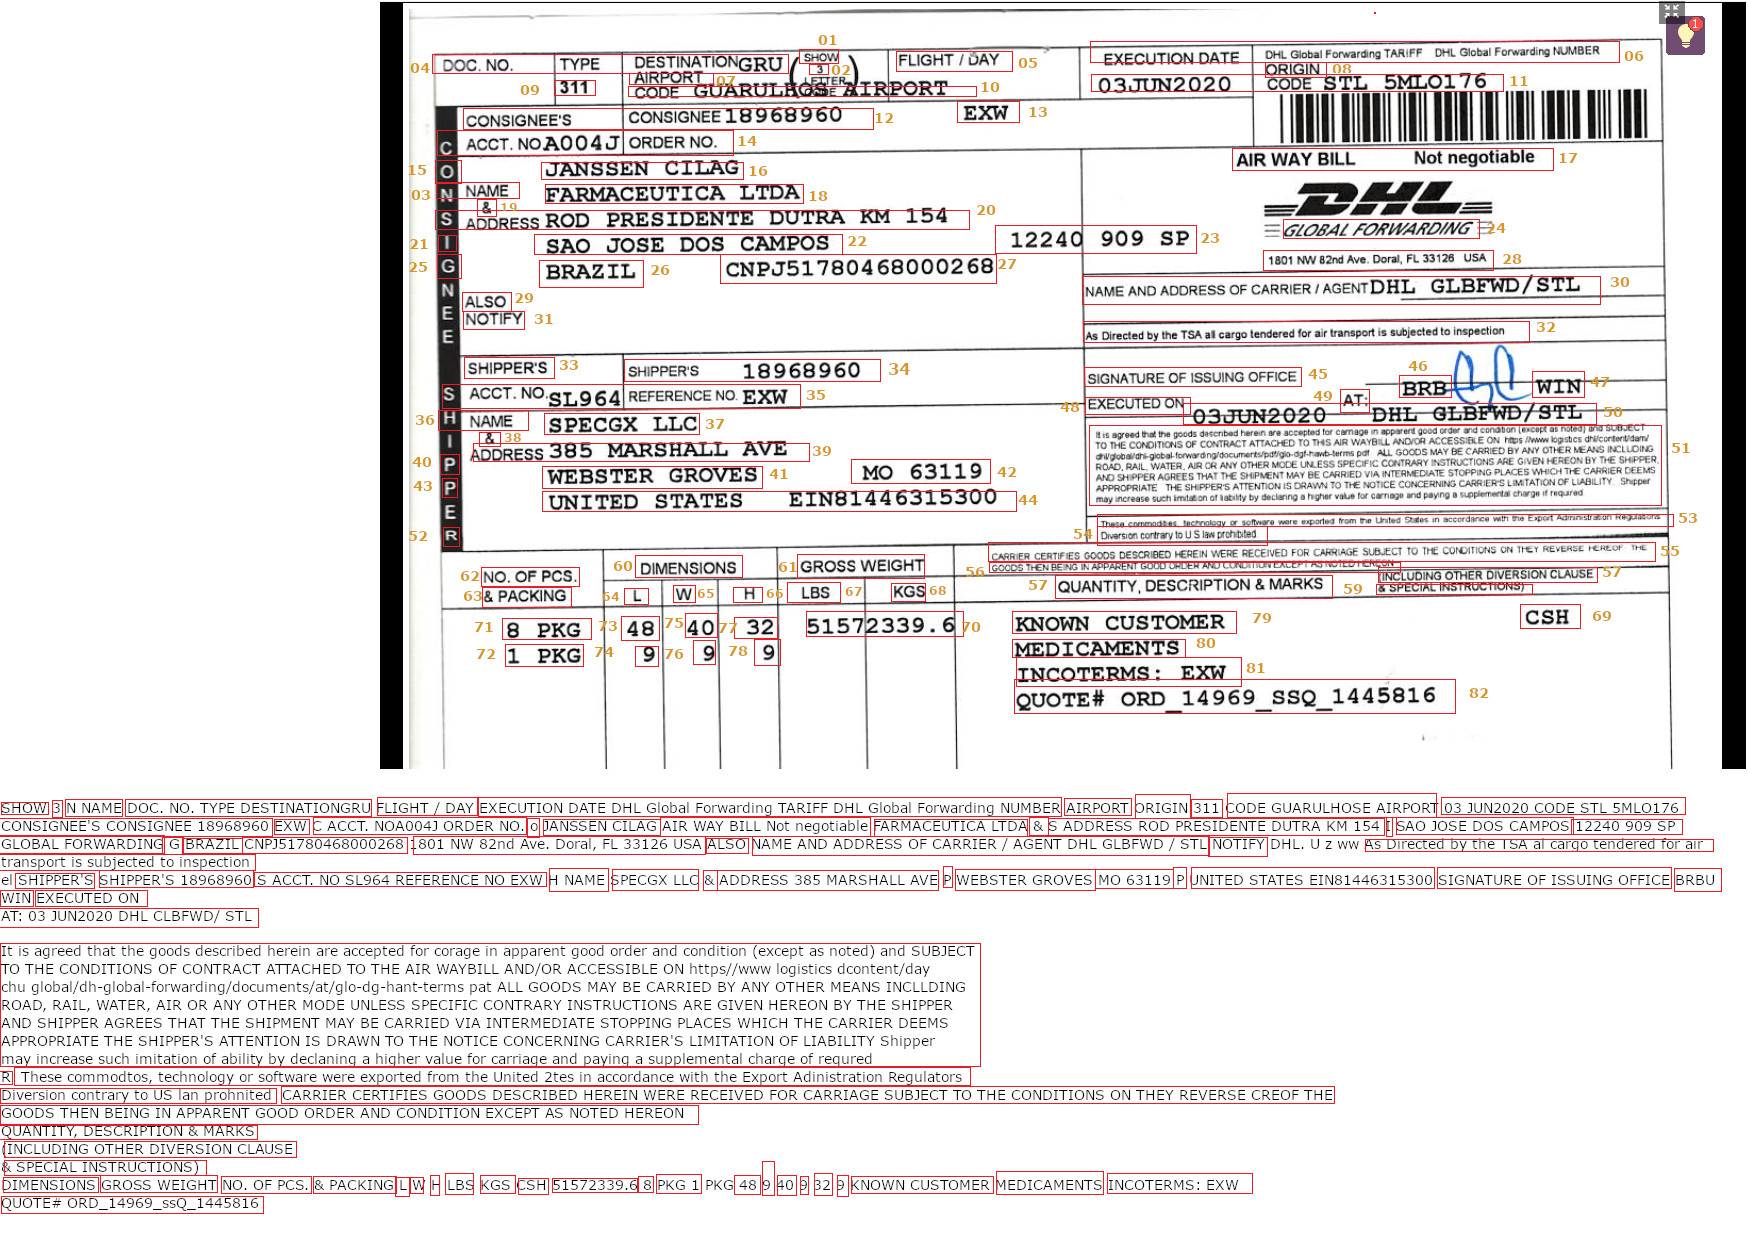 SHOW
DOC. NO. TYPE DESTINATION GRU ( 3 ) FLIGHT / DAY EXECUTION DATE DHL Global Forwarding TARIFF DHL Global Forwarding NUMBER
AIRPORT LETTER ORIGIN
311 CODE GUARULHOS AIRPORT 03JUN2020 CODE STL 5MLO176
CONSIGNEE'S CONSIGNEE 18968960 EXW
ACCT. NO. A004J ORDER NO.
CONSIGNEE
JANSSEN CILAG AIR WAY BILL Not negotiable
NAME FARMACEUTICA LTDA DHL
&
ADDRESS ROD PRESIDENTE DUTRA KM 154
GLOBAL FORWARDING
SAO JOSE DOS CAMPOS 12240 909 SP
BRAZIL CNPJ51780468000268 1801 NW 82nd Ave. Doral, FL 33126 USA
ALSO NAME AND ADDRESS OF CARRIER / AGENT DHL GLBFWD/STL
NOTIFY
As Directed by the TSA all cargo tendered for air transport is subjected to inspection
SHIPPER'S SHIPPER'S 18968960 SIGNATURE OF ISSUING OFFICE BRB WIN
ACCT. NO. SL964 REFERENCE NO. EXW EXECUTED ON AT:
03JUN2020 DHL GLBFWD/STL
SHIPPER
NAME SPECGX LLC
&
ADDRESS 385 MARSHALL AVE
WEBSTER GROVES MO 63119
UNITED STATES EIN81446315300
It is agreed that the goods described herein are accepted for carriage in apparent good order and condition (except as noted) and SUBJECT
TO THE CONDITIONS OF CONTRACT ATTACHED TO THIS AIR WAYBILL AND/OR ACCESSIBLE ON https //www logistics dhl/content/dam/
dhl/global/dhl-global-forwarding/documents/pdf/glo-dgf-hawb-terms pdf ALL GOODS MAY BE CARRIED BY ANY OTHER MEANS INCLUDING
ROAD, RAIL, WATER, AIR OR ANY OTHER MODE UNLESS SPECIFIC CONTRARY INSTRUCTIONS ARE GIVEN HEREON BY THE SHIPPER,
AND SHIPPER AGREES THAT THE SHIPMENT MAY BE CARRIED VIA INTERMEDIATE STOPPING PLACES WHICH THE CARRIER DEEMS
APPROPRIATE THE SHIPPER'S ATTENTION IS DRAWN TO THE NOTICE CONCERNING CARRIER'S LIMITATION OF LIABILITY. Shipper
may increase such limitation of liability by declaring a higher value for carriage and paying a supplemental charge if required
These commodities, technology or software were exported from the United States in accordance with the Export Administration Regulations
Diversion contrary to U S law prohibited.
CARRIER CERTIFIES GOODS DESCRIBED HEREIN WERE RECEIVED FOR CARRIAGE SUBJECT TO THE CONDITIONS ON THEY REVERSE HEREOF THE
GOODS THEN BEING IN APPARENT GOOD ORDER AND CONDITION EXCEPT AS NOTED HEREON
NO. OF PCS. DIMENSIONS GROSS WEIGHT QUANTITY, DESCRIPTION & MARKS (INCLUDING OTHER DIVERSION CLAUSE
& PACKING L W H LBS KGS & SPECIAL INSTRUCTIONS)
8 PKG 48 40 32 5157 2339.6 KNOWN CUSTOMER CSH
1 PKG 9 9 9 MEDICAMENTS
INCOTERMS: EXW
QUOTE# ORD_14969_SSQ_1445816
01 02 03 04 05 06 07 08 09 10 11 12 13 14 15 16 17 18 19 20 21 22 23 24 25 26 27 28 29 30 31 32 33 34 35 36 37 38 39 40 41 42 43 44 45 46 47 48 49 50 51 52 53 54 55 56 57 57 59 60 61 62 63 64 65 66 67 68 69 70 71 72 73 74 75 76 77 78 79 80 81 82
1
SHOW 3 N NAME DOC. NO. TYPE DESTINATIONGRU FLIGHT / DAY EXECUTION DATE DHL Global Forwarding TARIFF DHL Global Forwarding NUMBER AIRPORT ORIGIN 311 CODE GUARULHOSE AIRPORT 03 JUN2020 CODE STL 5MLO176
CONSIGNEE'S CONSIGNEE 18968960 EXW C ACCT. NOA004J ORDER NO. o JANSSEN CILAG AIR WAY BILL Not negotiable FARMACEUTICA LTDA & S ADDRESS ROD PRESIDENTE DUTRA KM 154 I SAO JOSE DOS CAMPOS 12240 909 SP
GLOBAL FORWARDING G BRAZIL CNPJ51780468000268 1801 NW 82nd Ave. Doral, FL 33126 USA ALSO NAME AND ADDRESS OF CARRIER / AGENT DHL GLBFWD / STL NOTIFY DHL. U z ww As Directed by the TSA al cargo tendered for air
transport is subjected to inspection
el SHIPPER'S SHIPPER'S 18968960 S ACCT. NO SL964 REFERENCE NO EXW H NAME SPECGX LLC & ADDRESS 385 MARSHALL AVE P WEBSTER GROVES MO 63119 P UNITED STATES EIN81446315300 SIGNATURE OF ISSUING OFFICE BRBU
WIN EXECUTED ON
AT: 03 JUN2020 DHL CLBFWD/ STL
It is agreed that the goods described herein are accepted for corage in apparent good order and condition (except as noted) and SUBJECT
TO THE CONDITIONS OF CONTRACT ATTACHED TO THE AIR WAYBILL AND/OR ACCESSIBLE ON https//www logistics dcontent/day
chu global/dh-global-forwarding/documents/at/glo-dg-hant-terms pat ALL GOODS MAY BE CARRIED BY ANY OTHER MEANS INCLLDING
ROAD, RAIL, WATER, AIR OR ANY OTHER MODE UNLESS SPECIFIC CONTRARY INSTRUCTIONS ARE GIVEN HEREON BY THE SHIPPER
AND SHIPPER AGREES THAT THE SHIPMENT MAY BE CARRIED VIA INTERMEDIATE STOPPING PLACES WHICH THE CARRIER DEEMS
APPROPRIATE THE SHIPPER'S ATTENTION IS DRAWN TO THE NOTICE CONCERNING CARRIER'S LIMITATION OF LIABILITY Shipper
may increase such imitation of ability by declaning a higher value for carriage and paying a supplemental charge of requred
R These commodtos, technology or software were exported from the United 2tes in accordance with the Export Adinistration Regulators
Diversion contrary to US lan prohnited CARRIER CERTIFIES GOODS DESCRIBED HEREIN WERE RECEIVED FOR CARRIAGE SUBJECT TO THE CONDITIONS ON THEY REVERSE CREOF THE
GOODS THEN BEING IN APPARENT GOOD ORDER AND CONDITION EXCEPT AS NOTED HEREON
QUANTITY, DESCRIPTION & MARKS
(INCLUDING OTHER DIVERSION CLAUSE
& SPECIAL INSTRUCTIONS)
DIMENSIONS GROSS WEIGHT NO. OF PCS. & PACKING L W H LBS KGS CSH 51572339.6 8 PKG 1 PKG 48 9 40 9 32 9 KNOWN CUSTOMER MEDICAMENTS INCOTERMS: EXW
QUOTE# ORD_14969_ssQ_1445816